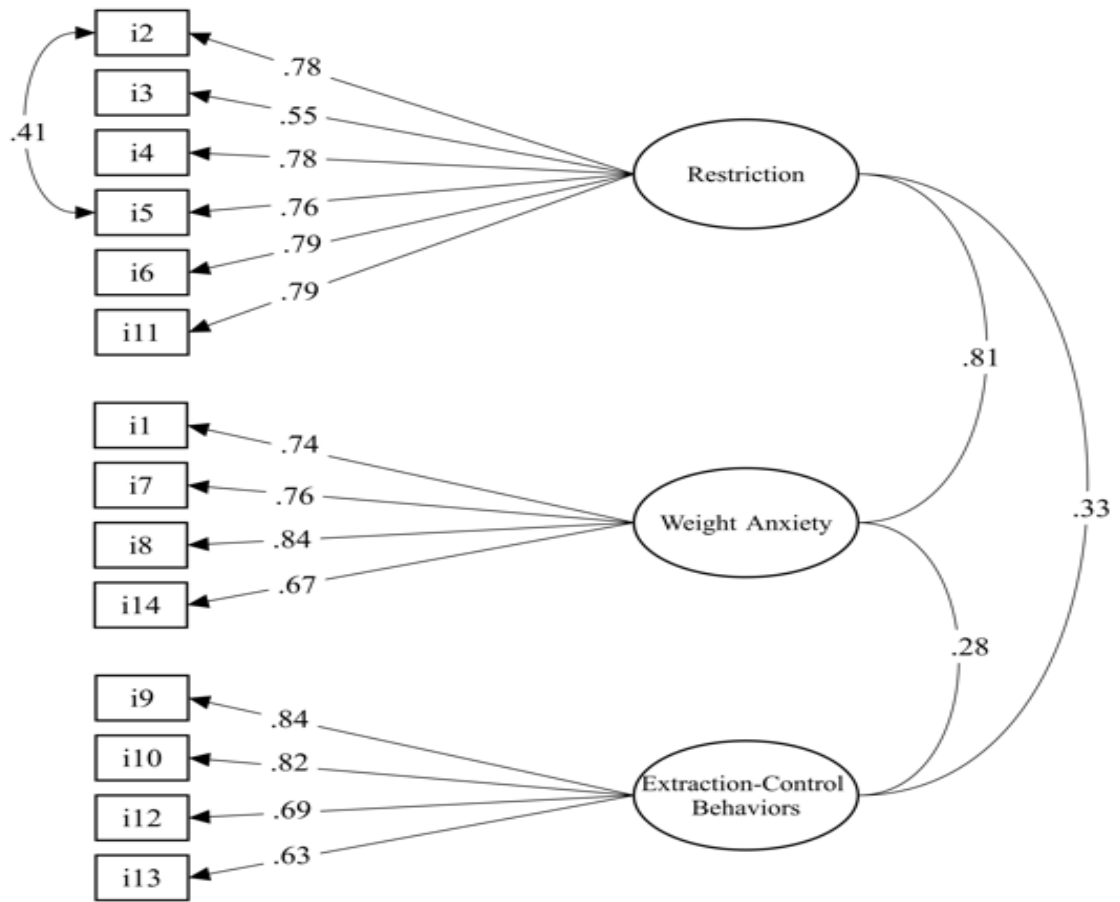 i2
.78
i3
.55
.41
i4
.78
Restriction
i5
.76
i6
.79
i11
.79
.81
i1
.74
i7
.76
Weight Anxiety
.33
i8
.84
i14
.67
.28
i9
.84
i10
.82
Extraction-Control
Behaviors
i12
.69
i13
.63